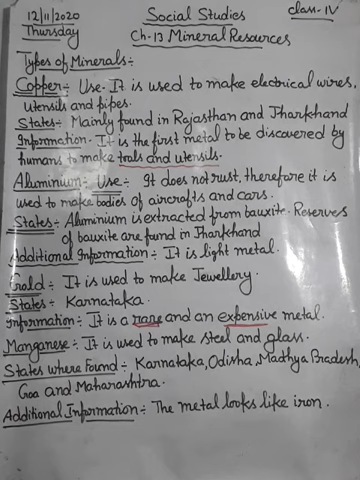 12/11/2020 Social Studies Class-IV
Thursday Ch-13 Mineral Resources
Types of Minerals:-
Copper:- Use. It is used to make electrical wires,
utensils and pipes.
States:- Mainly found in Rajasthan and Jharkhand
Information. It is the first metal to be discovered by
humans to make tools and utensils.
Aluminium:- Use:- It does not rust, therefore it is
used to make bodies of aircrafts and cars.
States:- Aluminium is extracted from bauxite. Reserves
of bauxite are found in Jharkhand
Additional Information:- It is light metal.
Gold:- It is used to make Jewellery.
States:- Karnataka.
Information:- It is a rare and an expensive metal.
Manganese:- It is used to make steel and glass.
States where Found:- Karnataka, Odisha, Madhya Bradesh,
Goa and Maharashtra.
Additional Information:- The metal looks like iron.